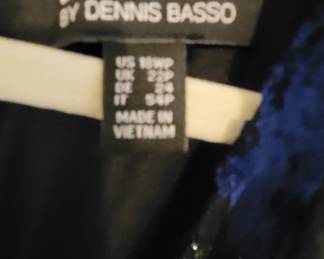 BY DENNIS BASSO
US 18WP
UK 22P
DE 24
IT 54P
MADE IN
VIETNAM